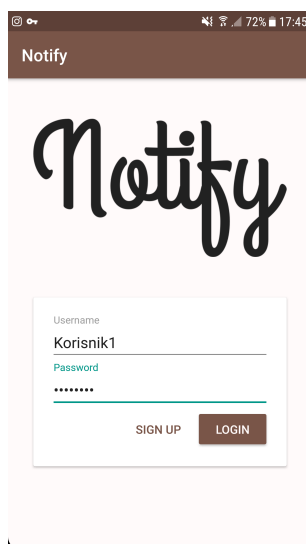 72% 17:45
Notify
Notify
Username
Korisnik1
Password
••••••••
SIGN UP LOGIN